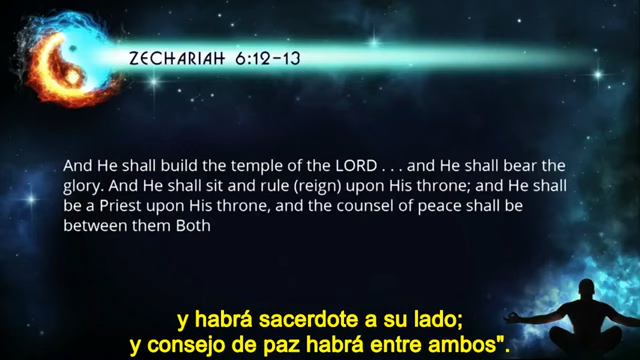 ZECHARIAH 6:12-13
And He shall build the temple of the LORD . . . and He shall bear the
glory. And He shall sit and rule (reign) upon His throne; and He shall
be a Priest upon His throne, and the counsel of peace shall be
between them Both
y habrá sacerdote a su lado;
y consejo de paz habrá entre ambos".